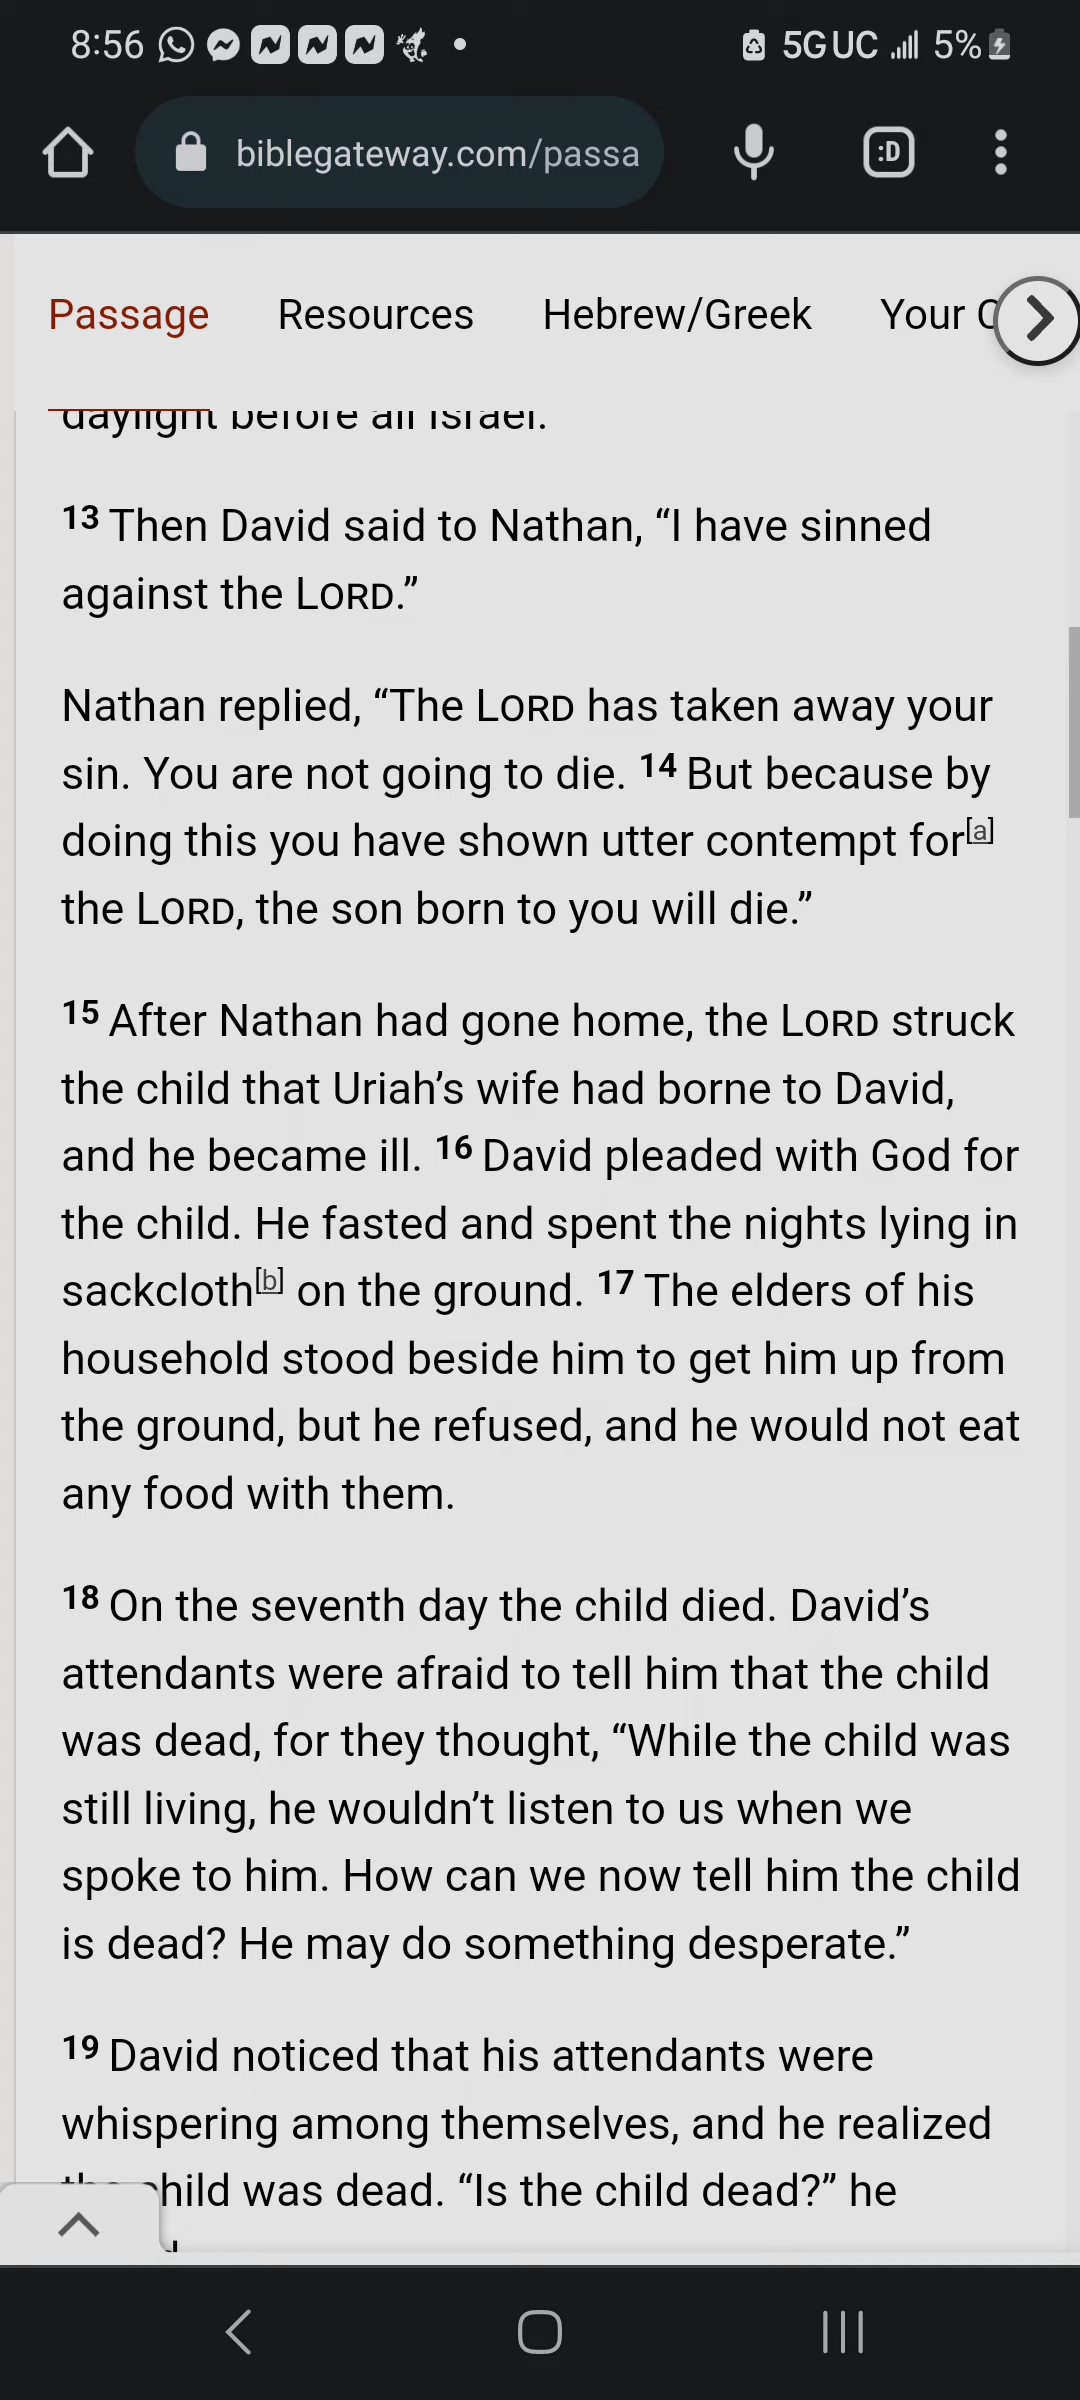 8:56
5G UC 5%
biblegateway.com/passa
:D
Passage Resources Hebrew/Greek Your
daylight before all Israel.
13 Then David said to Nathan, “I have sinned
against the LORD.”
Nathan replied, “The LORD has taken away your
sin. You are not going to die. 14 But because by
doing this you have shown utter contempt for[a]
the LORD, the son born to you will die.”
15 After Nathan had gone home, the LORD struck
the child that Uriah’s wife had borne to David,
and he became ill. 16 David pleaded with God for
the child. He fasted and spent the nights lying in
sackcloth[b] on the ground. 17 The elders of his
household stood beside him to get him up from
the ground, but he refused, and he would not eat
any food with them.
18 On the seventh day the child died. David’s
attendants were afraid to tell him that the child
was dead, for they thought, “While the child was
still living, he wouldn’t listen to us when we
spoke to him. How can we now tell him the child
is dead? He may do something desperate.”
19 David noticed that his attendants were
whispering among themselves, and he realized
the child was dead. “Is the child dead?” he